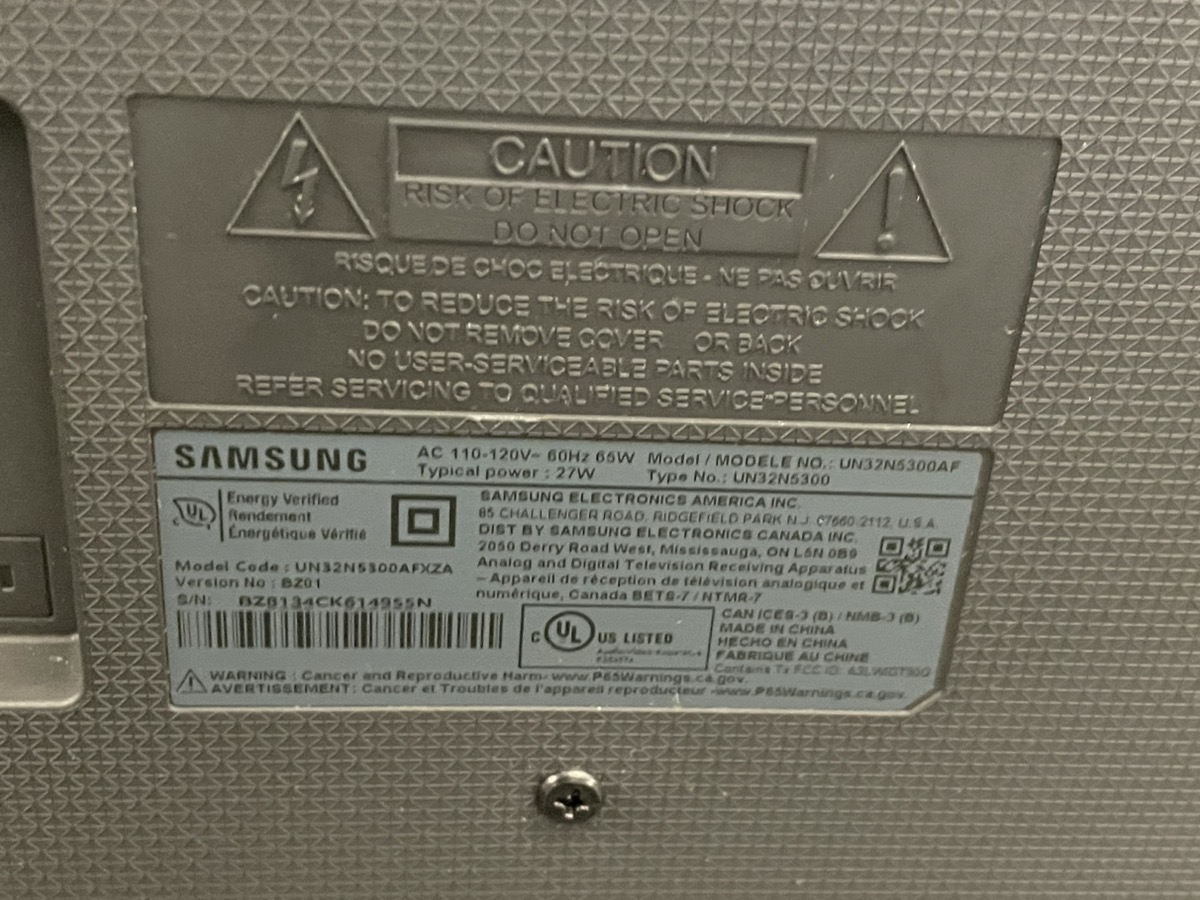 CAUTION
RISK OF ELECTRIC SHOCK
DO NOT OPEN
RISQUE DE CHOC ELECTRIQUE - NE PAS OUVRIR
CAUTION: TO REDUCE THE RISK OF ELECTRIC SHOCK
DO NOT REMOVE COVER OR BACK
NO USER-SERVICEABLE PARTS INSIDE
REFER SERVICING TO QUALIFIED SERVICE PERSONNEL
SAMSUNG
AC 110-120V~ 60Hz 65W
Typical power : 27W
Model / MODELE NO.: UN32N5300AF
Type No.: UN32N5300
c UL
Energy Verified
Rendement
Énergétique Vérifié
SAMSUNG ELECTRONICS AMERICA INC.
85 CHALLENGER ROAD, RIDGEFIELD PARK N.J. 07660-2112, U.S.A.
DIST BY SAMSUNG ELECTRONICS CANADA INC.
2050 Derry Road West, Mississauga, ON L5N 0B9
Analog and Digital Television Receiving Apparatus
– Appareil de réception de télévision analogique et
numérique, Canada BETS-7 / NTMR-7
Model Code : UN32N5300AFXZA
Version No : BZ01
S/N: BZ8134CK614955N
c UL US LISTED
CAN ICES-3 (B) / NMB-3 (B)
MADE IN CHINA
HECHO EN CHINA
FABRIQUÉ AU CHINE
Contains Tx FCC ID:
WARNING : Cancer and Reproductive Harm- www.P65Warnings.ca.gov.
AVERTISSEMENT: Cancer et Troubles de l'appareil reproducteur -www.P65Warnings.ca.gov.